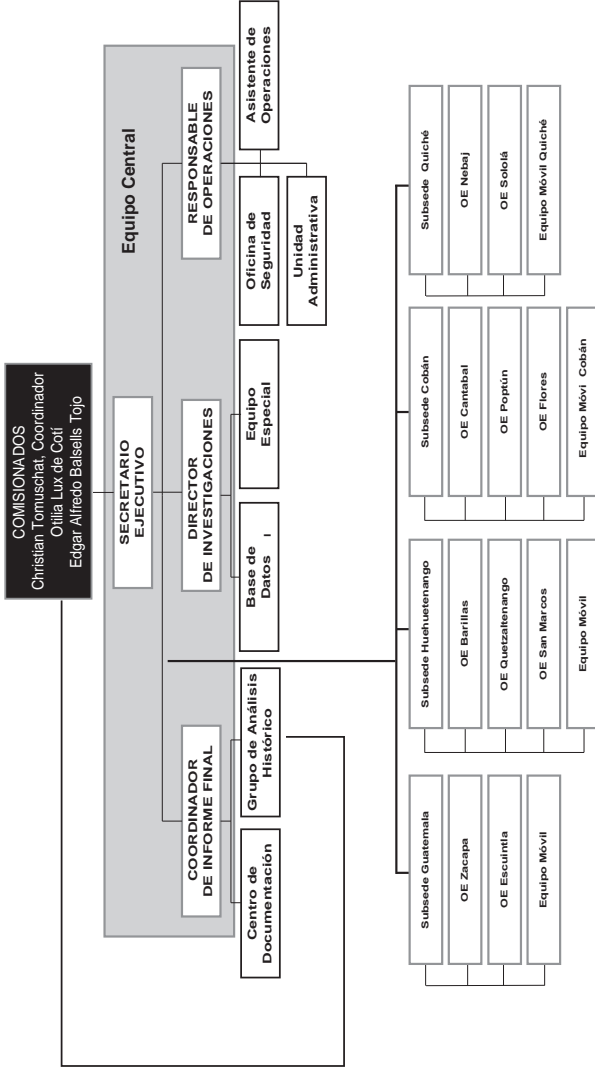 COMISIONADOS
Christian Tomuschat, Coordinador
Otilia Lux de Cotí
Edgar Alfredo Balsells Tojo
Equipo Central
SECRETARIO
EJECUTIVO
COORDINADOR
DE INFORME FINAL
DIRECTOR
DE INVESTIGACIONES
RESPONSABLE
DE OPERACIONES
Centro de
Documentación
Grupo de Análisis
Histórico
Base de
Datos I
Equipo
Especial
Oficina de
Seguridad
Asistente de
Operaciones
Unidad
Administrativa
Subsede Guatemala
OE Zacapa
OE Escuintla
Equipo Móvil
Subsede Huehuetenango
OE Barillas
OE Quetzaltenango
OE San Marcos
Equipo Móvil
Subsede Cobán
OE Cantabal
OE Poptún
OE Flores
Equipo Móvi Cobán
Subsede Quiché
OE Nebaj
OE Sololá
Equipo Móvil Quiché